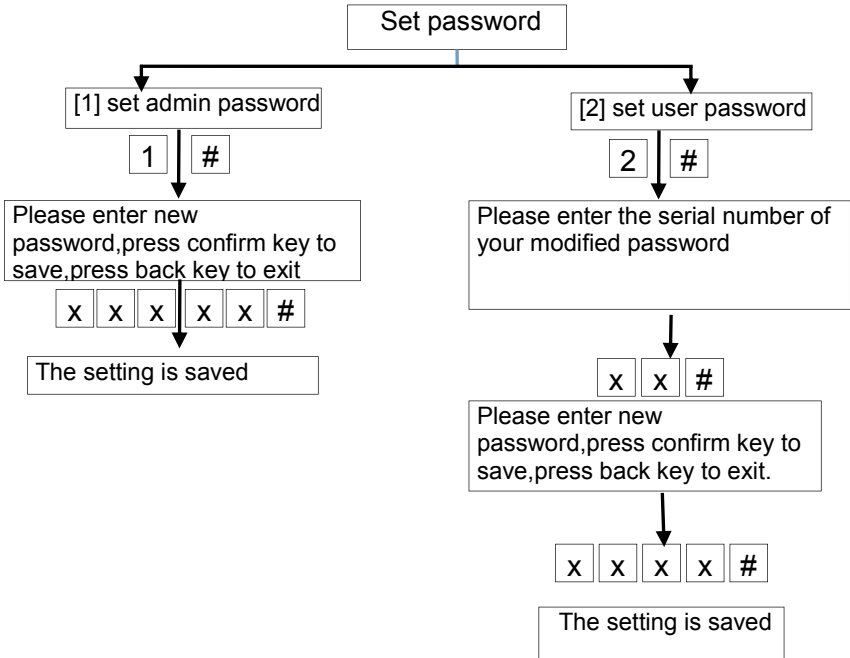 Set password
[1] set admin password
1 #
Please enter new
password,press confirm key to
save,press back key to exit
x x x x x #
The setting is saved
[2] set user password
2 #
Please enter the serial number of
your modified password
x x #
Please enter new
password,press confirm key to
save,press back key to exit.
x x x x #
The setting is saved